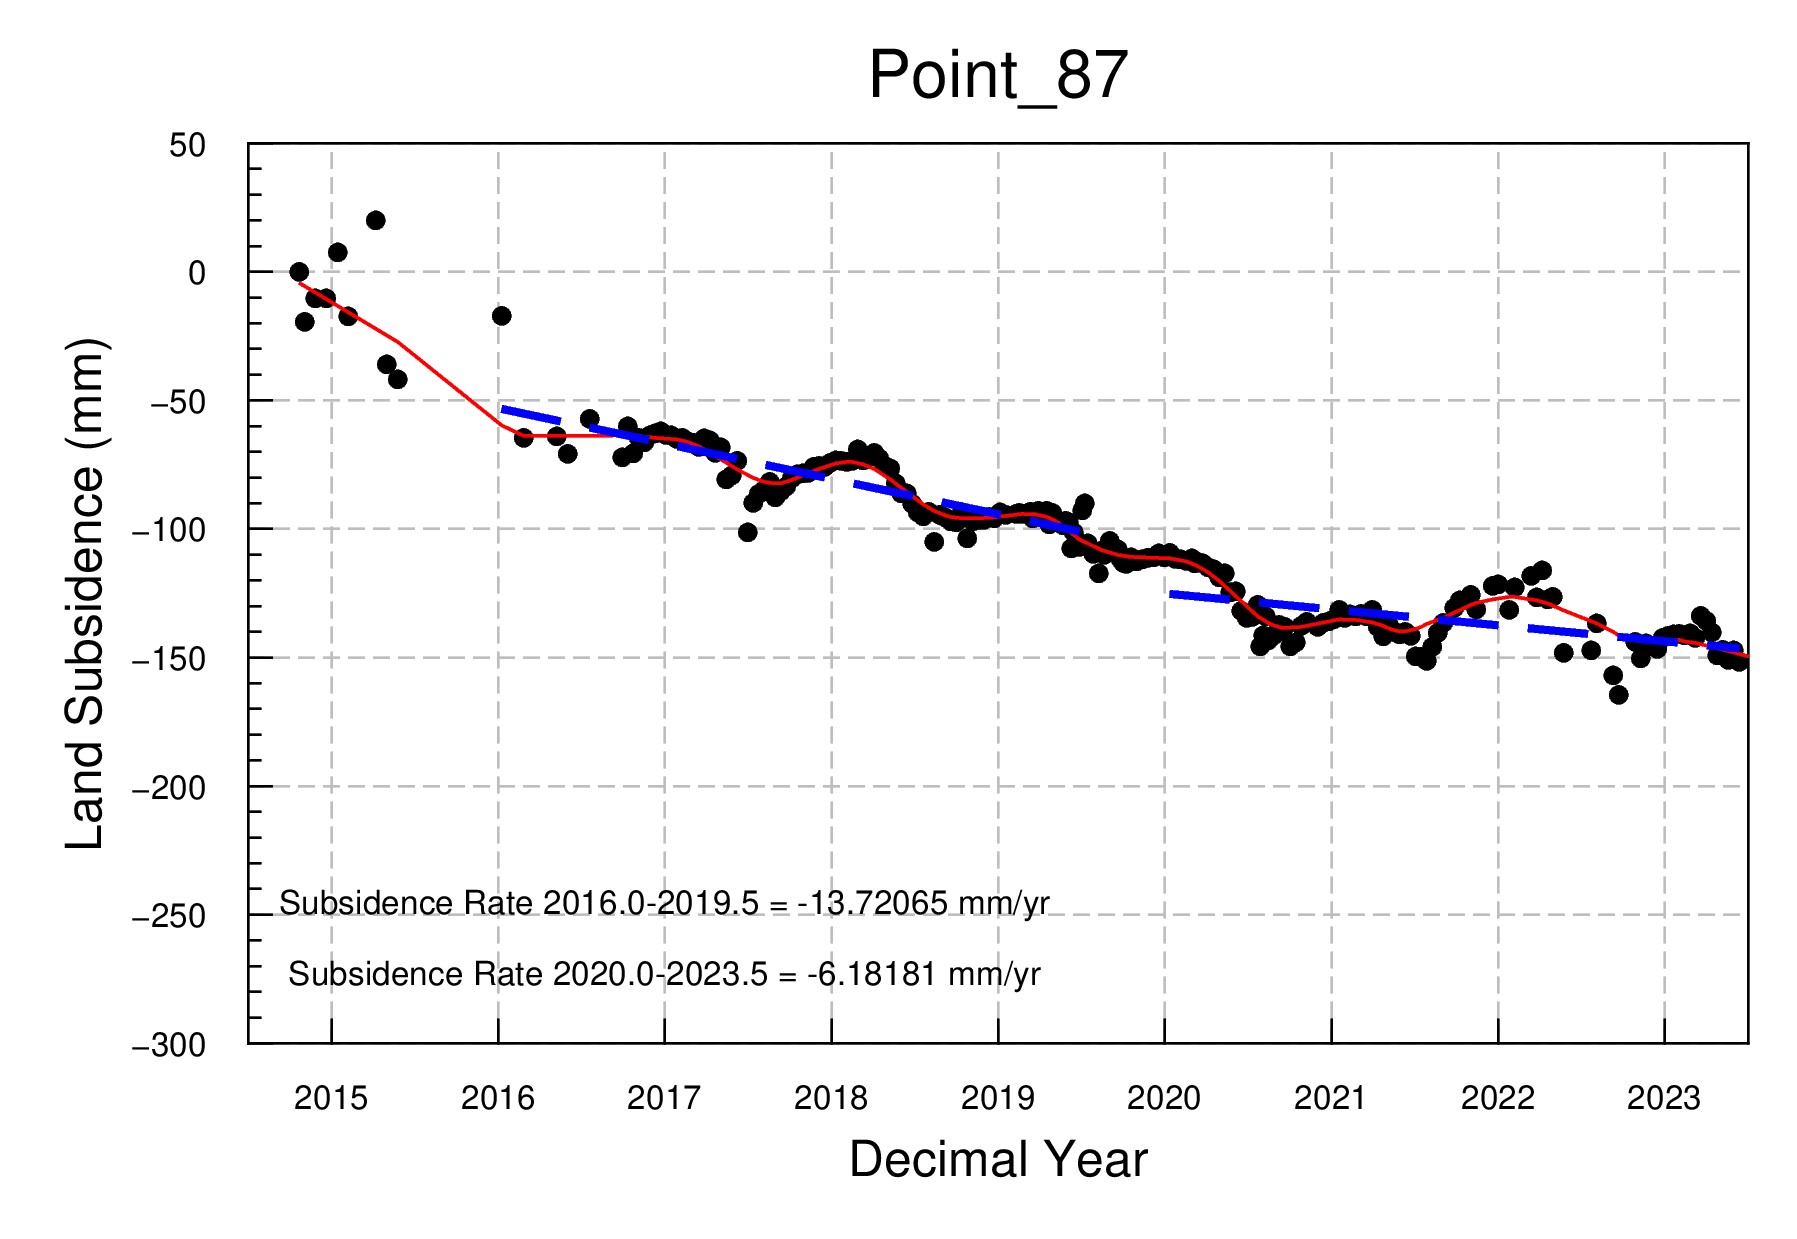 Point_87
50
0
−50
−100
−150
−200
−250
−300
Land Subsidence (mm)
Subsidence Rate 2016.0-2019.5 = -13.72065 mm/yr
Subsidence Rate 2020.0-2023.5 = -6.18181 mm/yr
2015 2016 2017 2018 2019 2020 2021 2022 2023
Decimal Year